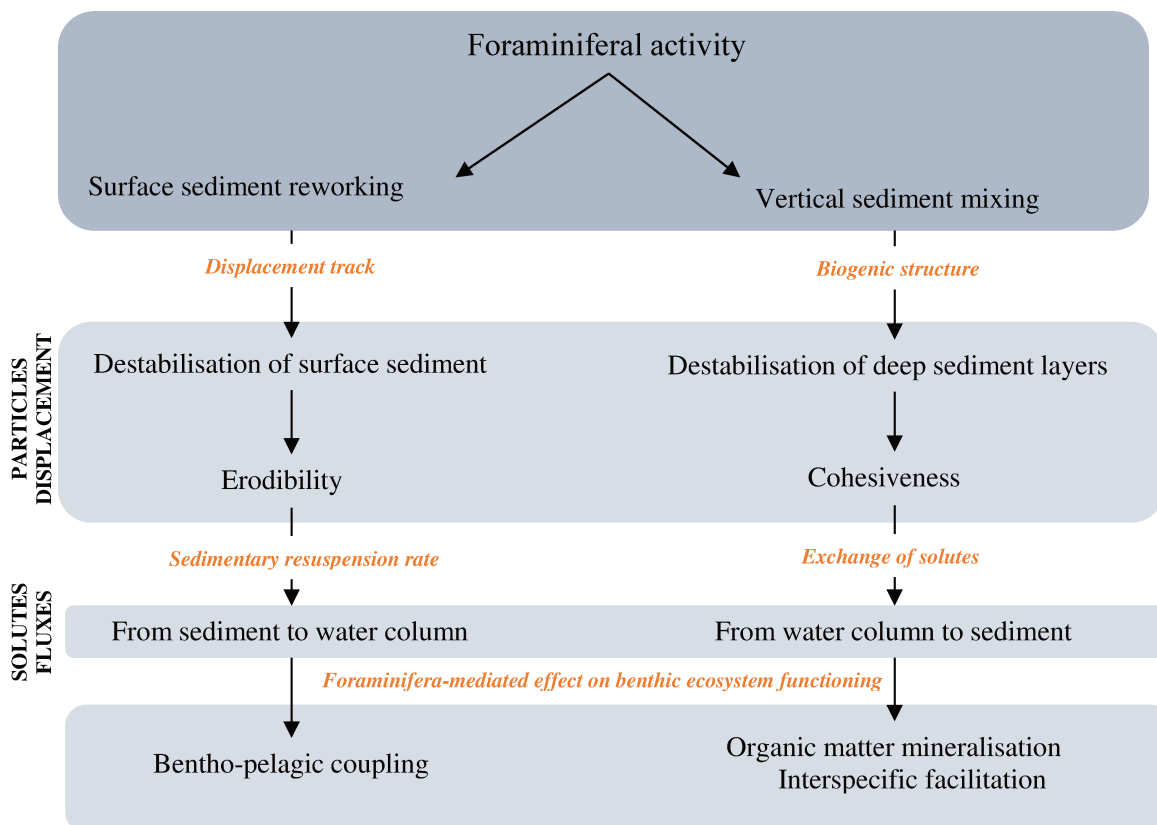 Foraminiferal activity
Surface sediment reworking
Vertical sediment mixing
Displacement track
Biogenic structure
PARTICLES
DISPLACEMENT
Destabilisation of surface sediment
Destabilisation of deep sediment layers
Erodibility
Cohesiveness
Sedimentary resuspension rate
Exchange of solutes
SOLUTES
FLUXES
From sediment to water column
From water column to sediment
Foraminifera-mediated effect on benthic ecosystem functioning
Bentho-pelagic coupling
Organic matter mineralisation
Interspecific facilitation